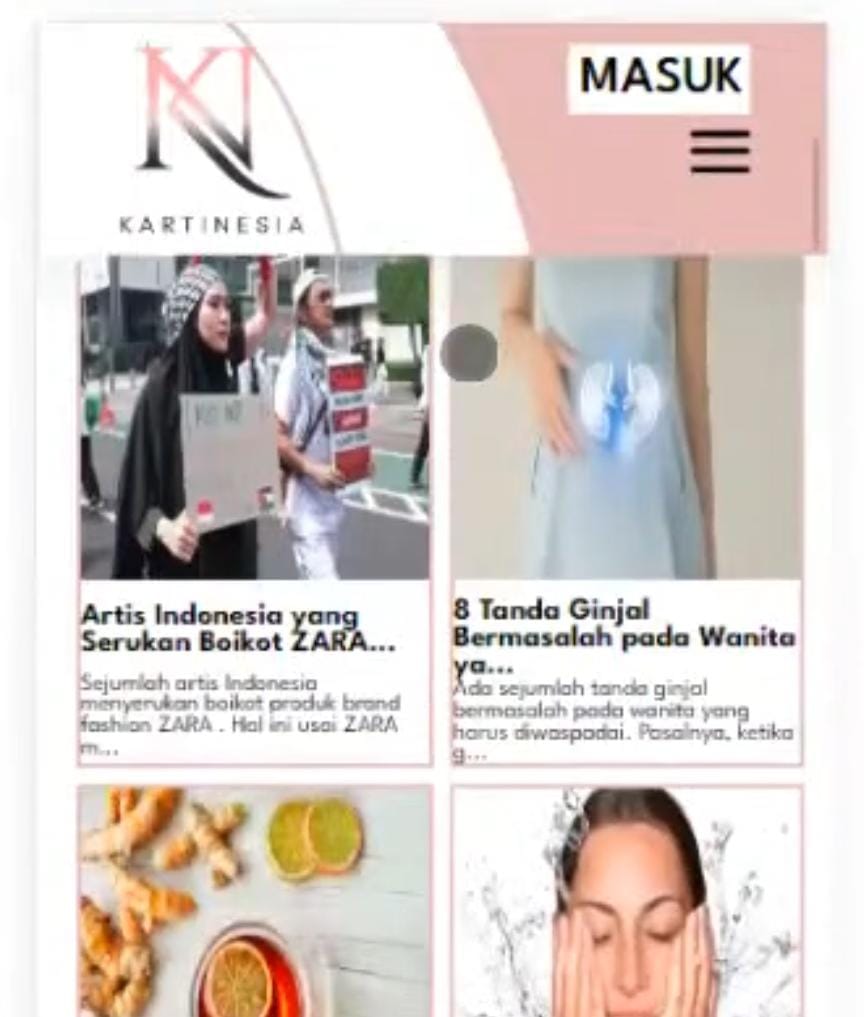 KARTINESIA
MASUK
Artis Indonesia yang
Serukan Boikot ZARA...
Sejumlah artis Indonesia
menyerukan boikot produk brand
fashion ZARA . Hal ini usai ZARA
m...
8 Tanda Ginjal
Bermasalah pada Wanita
ya...
Ada sejumlah tanda ginjal
bermasalah pada wanita yang
harus diwaspadai. Pasalnya, ketika
g...